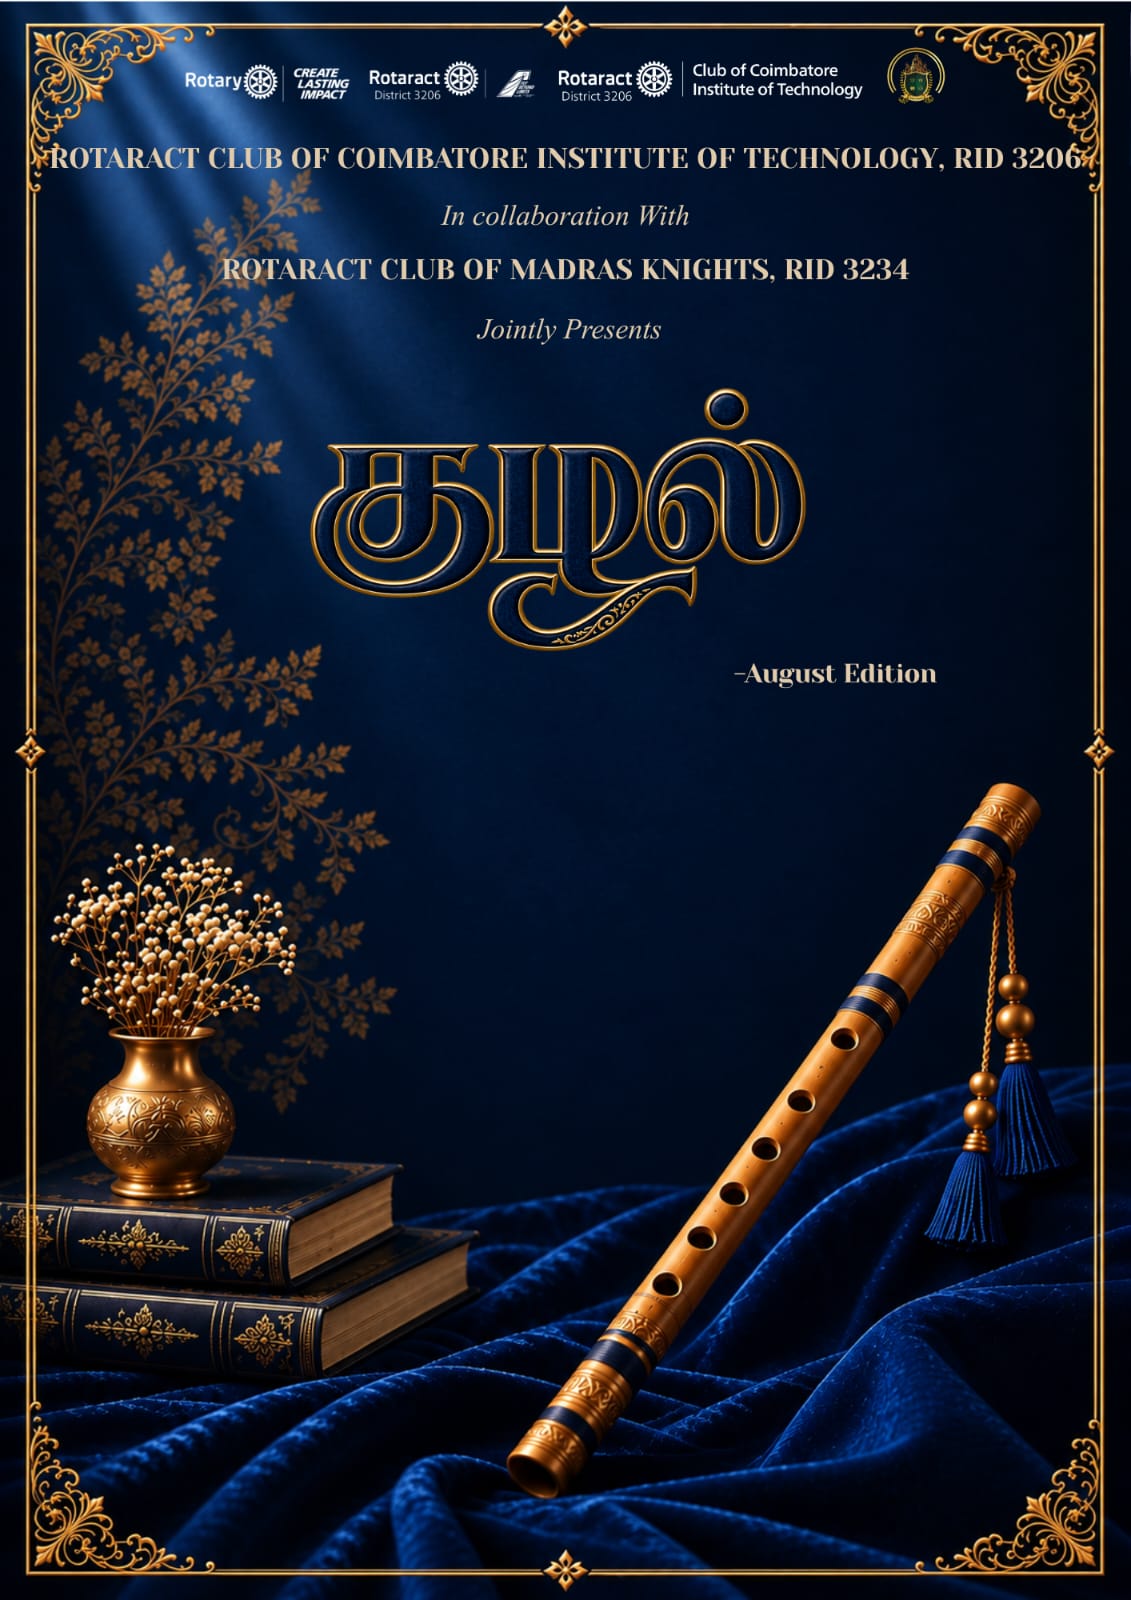 Rotary
CREATE
LASTING
IMPACT
Rotaract
District 3206
Rotaract
District 3206
Club of Coimbatore
Institute of Technology
ROTARACT CLUB OF COIMBATORE INSTITUTE OF TECHNOLOGY, RID 3206
In collaboration With
ROTARACT CLUB OF MADRAS KNIGHTS, RID 3234
Jointly Presents
குழல்
-August Edition